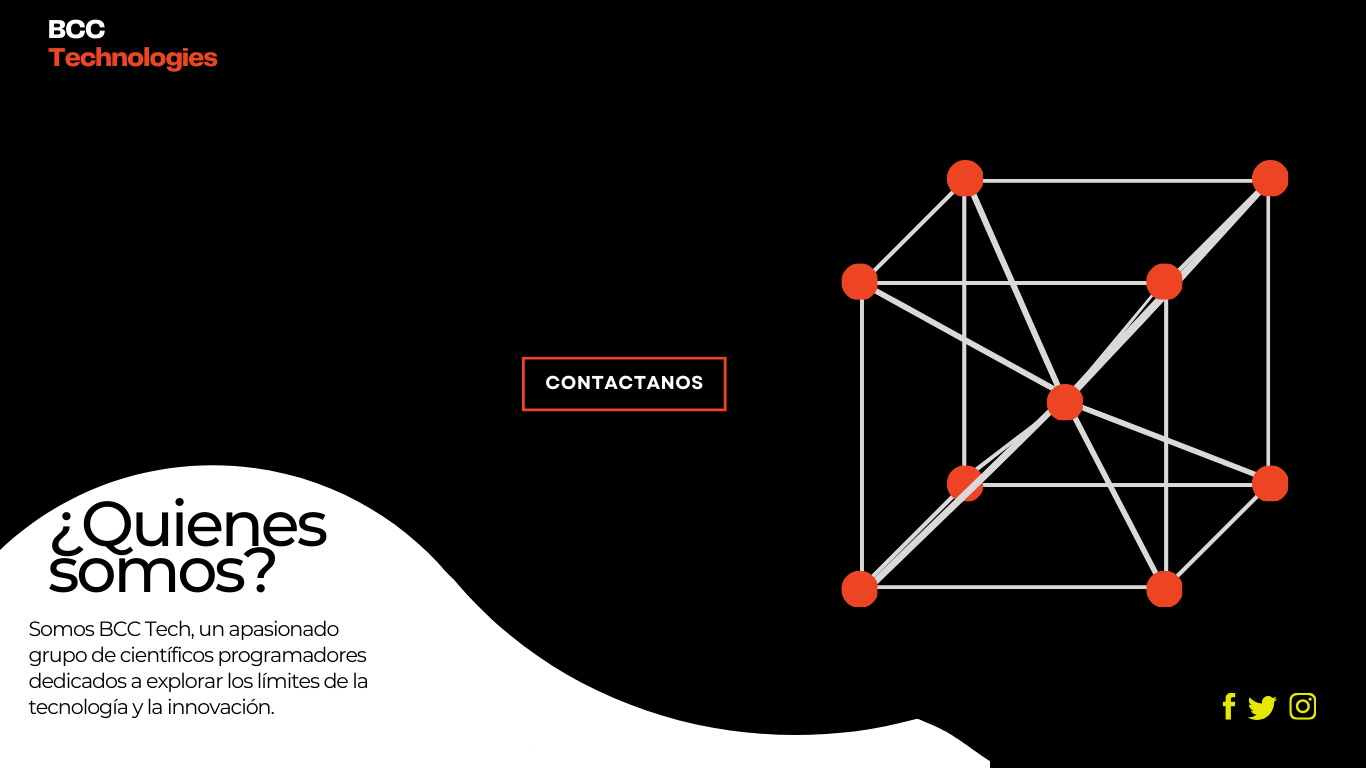 BCC
Technologies
CONTACTANOS
¿Quienes
somos?
Somos BCC Tech, un apasionado
grupo de científicos programadores
dedicados a explorar los límites de la
tecnología y la innovación.